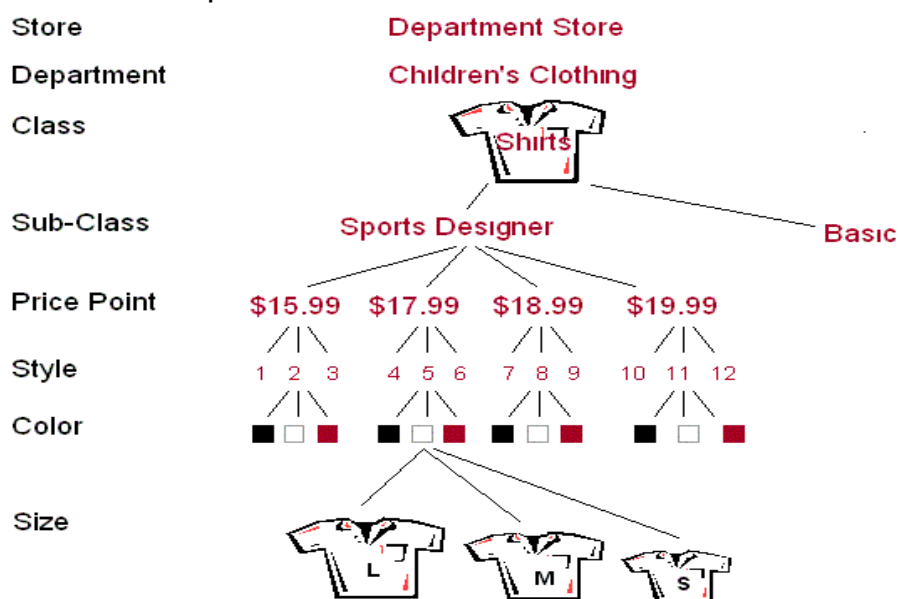 Store Department Store
Department Children's Clothing
Class Shirts
Sub-Class Sports Designer Basic
Price Point $15.99 $17.99 $18.99 $19.99
Style 1 2 3 4 5 6 7 8 9 10 11 12
Color
Size L M S